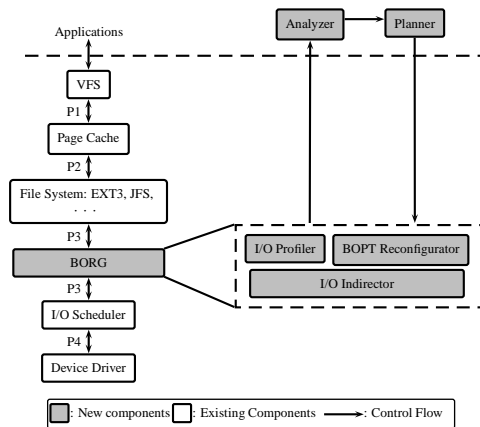 Analyzer
Planner
Applications
VFS
P1
Page Cache
P2
File System: EXT3, JFS,
. . .
P3
BORG
I/O Profiler
BOPT Reconfigurator
I/O Indirector
P3
I/O Scheduler
P4
Device Driver
: New components
: Existing Components
: Control Flow